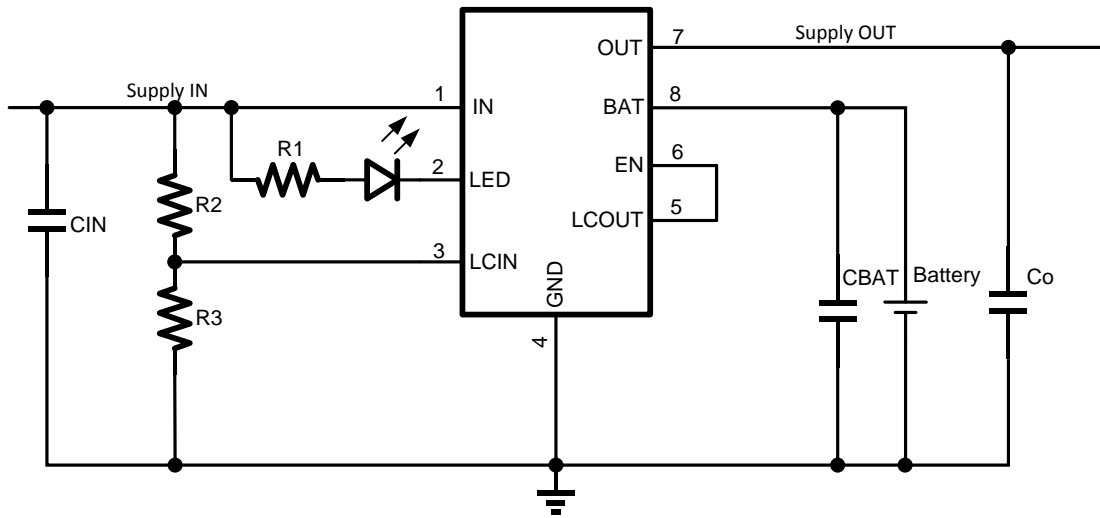 OUT
7
Supply OUT
Supply IN
1
IN
BAT
8
R1
2
LED
EN
6
LCOUT
5
R2
CIN
3
LCIN
R3
GND
4
CBAT
Battery
Co